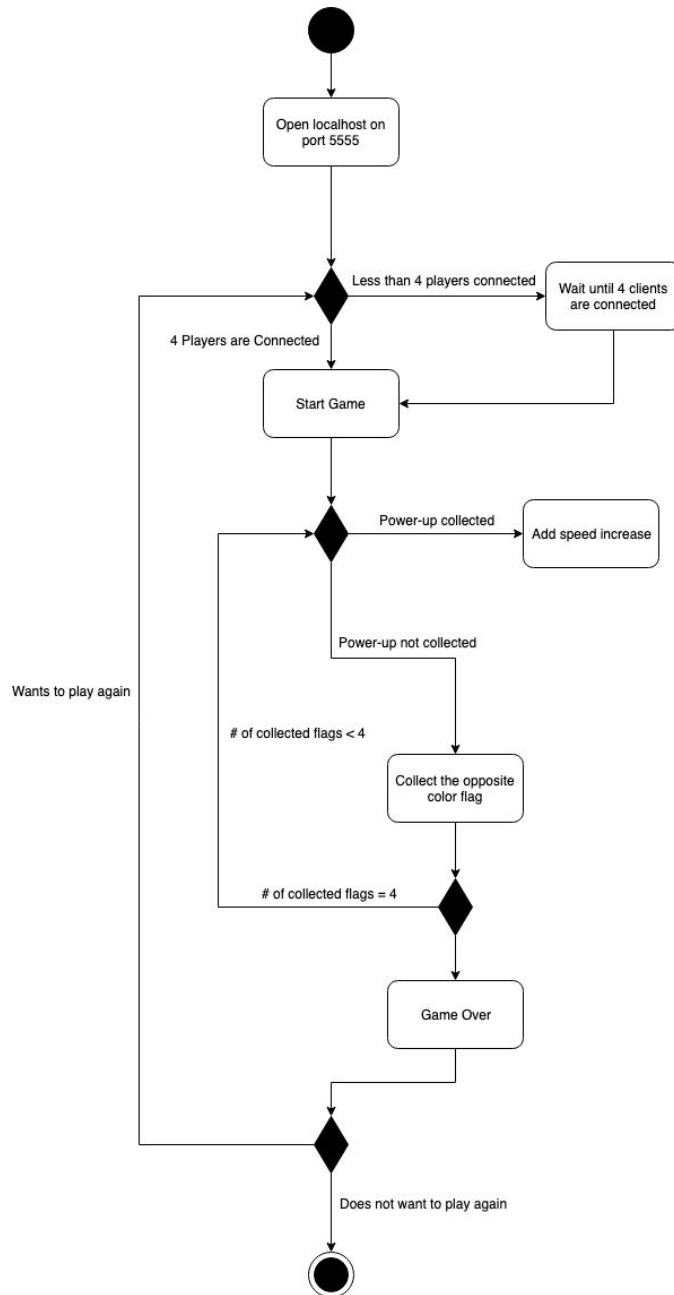 Open localhost on
port 5555
Less than 4 players connected
Wait until 4 clients
are connected
4 Players are Connected
Start Game
Power-up collected
Add speed increase
Power-up not collected
Wants to play again
# of collected flags < 4
Collect the opposite
color flag
# of collected flags = 4
Game Over
Does not want to play again